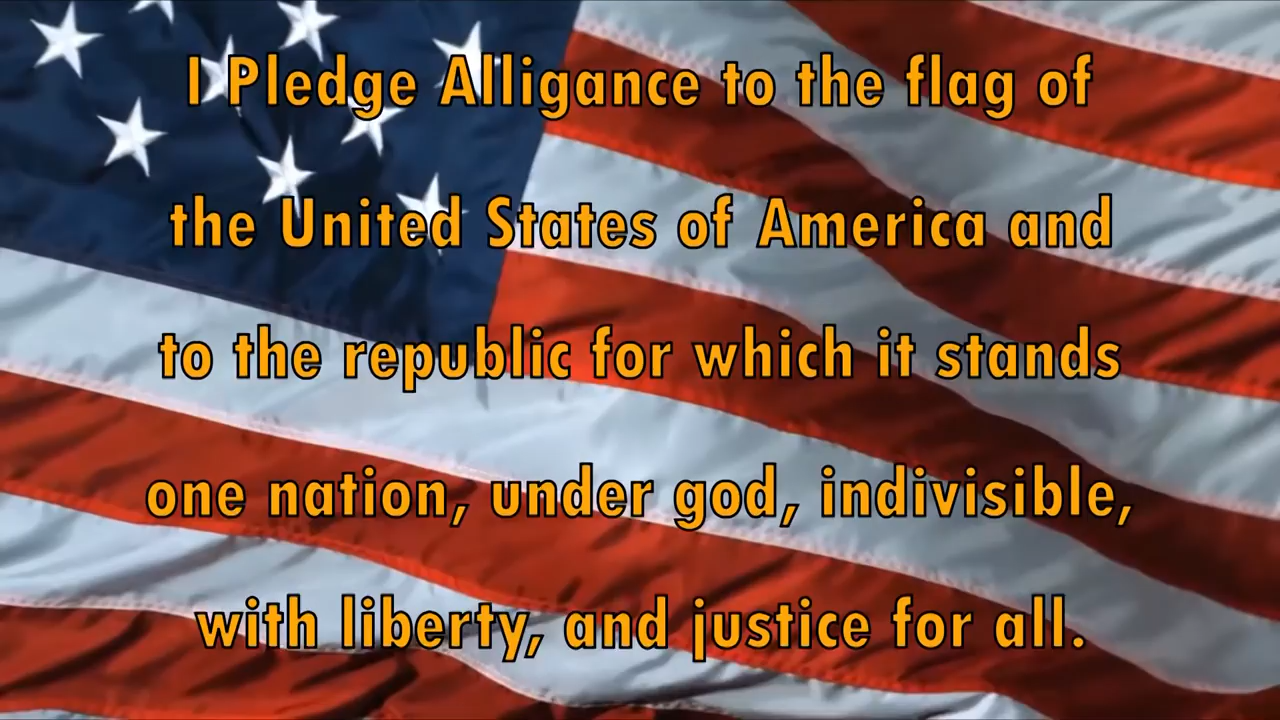 I Pledge Alligance to the flag of
the United States of America and
to the republic for which it stands
one nation, under god, indivisible,
with liberty, and justice for all.